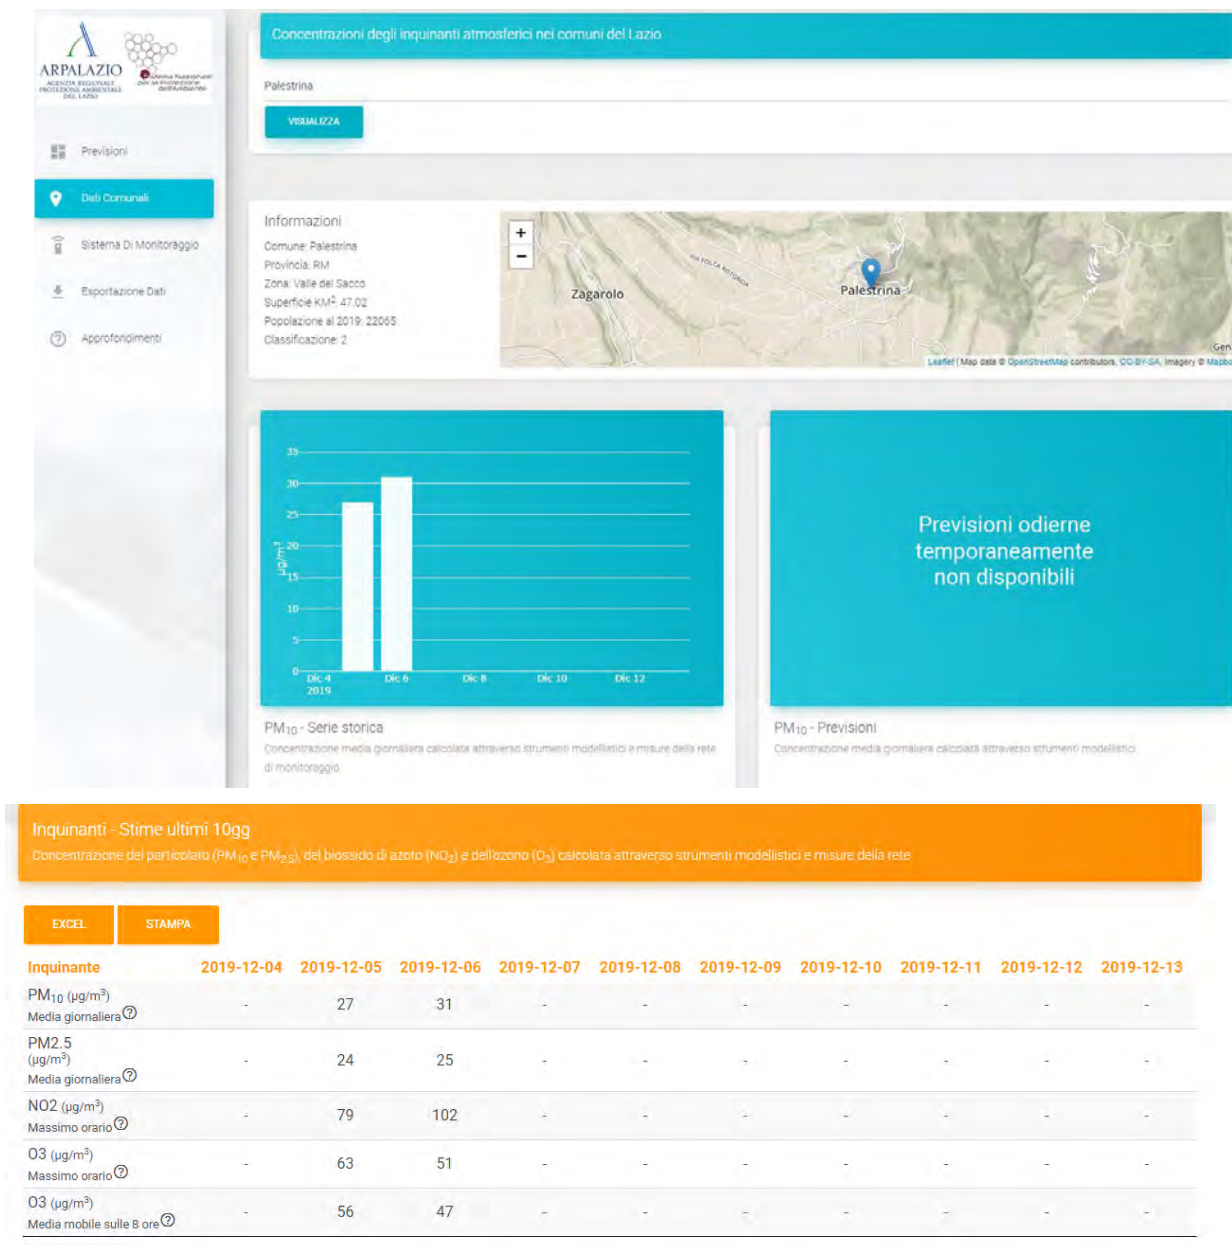 ARPALAZIO
AGENZIA REGIONALE
PROTEZIONE AMBIENTALE
DEL LAZIO
Sistema Nazionale
per la Protezione
dell'Ambiente
Previsioni
Dati Comunali
Sistema Di Monitoraggio
Esportazione Dati
Approfondimenti
Concentrazioni degli inquinanti atmosferici nei comuni del Lazio
Palestrina
VISUALIZZA
Informazioni
Comune: Palestrina
Provincia: RM
Zona: Valle del Sacco
Superficie KM2: 47.02
Popolazione al 2019: 22065
Classificazione: 2
+
−
Zagarolo
Palestrina
Gen
Leaflet | Map data © OpenStreetMap contributors, CC-BY-SA, Imagery © Mapbo
35
30
25
20
15
10
5
0
µg/m³
Dic 4
2019
Dic 6
Dic 8
Dic 10
Dic 12
PM10 - Serie storica
Concentrazione media giornaliera calcolata attraverso strumenti modellistici e misure della rete
di monitoraggio.
Previsioni odierne
temporaneamente
non disponibili
PM10 - Previsioni
Concentrazione media giornaliera calcolata attraverso strumenti modellistici.
Inquinanti - Stime ultimi 10gg
Concentrazione del particolato (PM10 e PM2.5), del biossido di azoto (NO2) e dell'ozono (O3) calcolata attraverso strumenti modellistici e misure della rete
EXCEL STAMPA
Inquinante 2019-12-04 2019-12-05 2019-12-06 2019-12-07 2019-12-08 2019-12-09 2019-12-10 2019-12-11 2019-12-12 2019-12-13
PM10 (µg/m³)
Media giornaliera? - 27 31 - - - - - - -
PM2.5
(µg/m³)
Media giornaliera? - 24 25 - - - - - - -
NO2 (µg/m³)
Massimo orario? - 79 102 - - - - - - -
O3 (µg/m³)
Massimo orario? - 63 51 - - - - - - -
O3 (µg/m³)
Media mobile sulle 8 ore? - 56 47 - - - - - - -